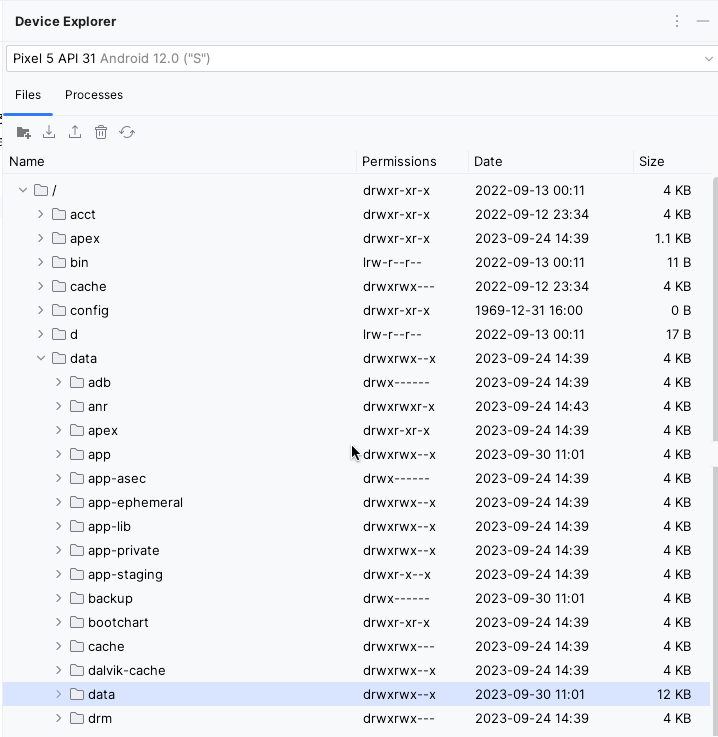 Device Explorer
Pixel 5 API 31 Android 12.0 ("S")
Files Processes
Name Permissions Date Size
/ drwxr-xr-x 2022-09-13 00:11 4 KB
acct drwxr-xr-x 2022-09-12 23:34 4 KB
apex drwxr-xr-x 2023-09-24 14:39 1.1 KB
bin lrw-r--r-- 2022-09-13 00:11 11 B
cache drwxrwx--- 2022-09-12 23:34 4 KB
config drwxr-xr-x 1969-12-31 16:00 0 B
d lrw-r--r-- 2022-09-13 00:11 17 B
data drwxrwx--x 2023-09-24 14:39 4 KB
adb drwx------ 2023-09-24 14:39 4 KB
anr drwxrwxr-x 2023-09-24 14:43 4 KB
apex drwxr-xr-x 2023-09-24 14:39 4 KB
app drwxrwx--x 2023-09-30 11:01 4 KB
app-asec drwx------ 2023-09-24 14:39 4 KB
app-ephemeral drwxrwx--x 2023-09-24 14:39 4 KB
app-lib drwxrwx--x 2023-09-24 14:39 4 KB
app-private drwxrwx--x 2023-09-24 14:39 4 KB
app-staging drwxr-x--x 2023-09-24 14:39 4 KB
backup drwx------ 2023-09-30 11:01 4 KB
bootchart drwxr-xr-x 2023-09-24 14:39 4 KB
cache drwxrwx--- 2023-09-24 14:39 4 KB
dalvik-cache drwxrwx--x 2023-09-24 14:39 4 KB
data drwxrwx--x 2023-09-30 11:01 12 KB
drm drwxrwx--- 2023-09-24 14:39 4 KB